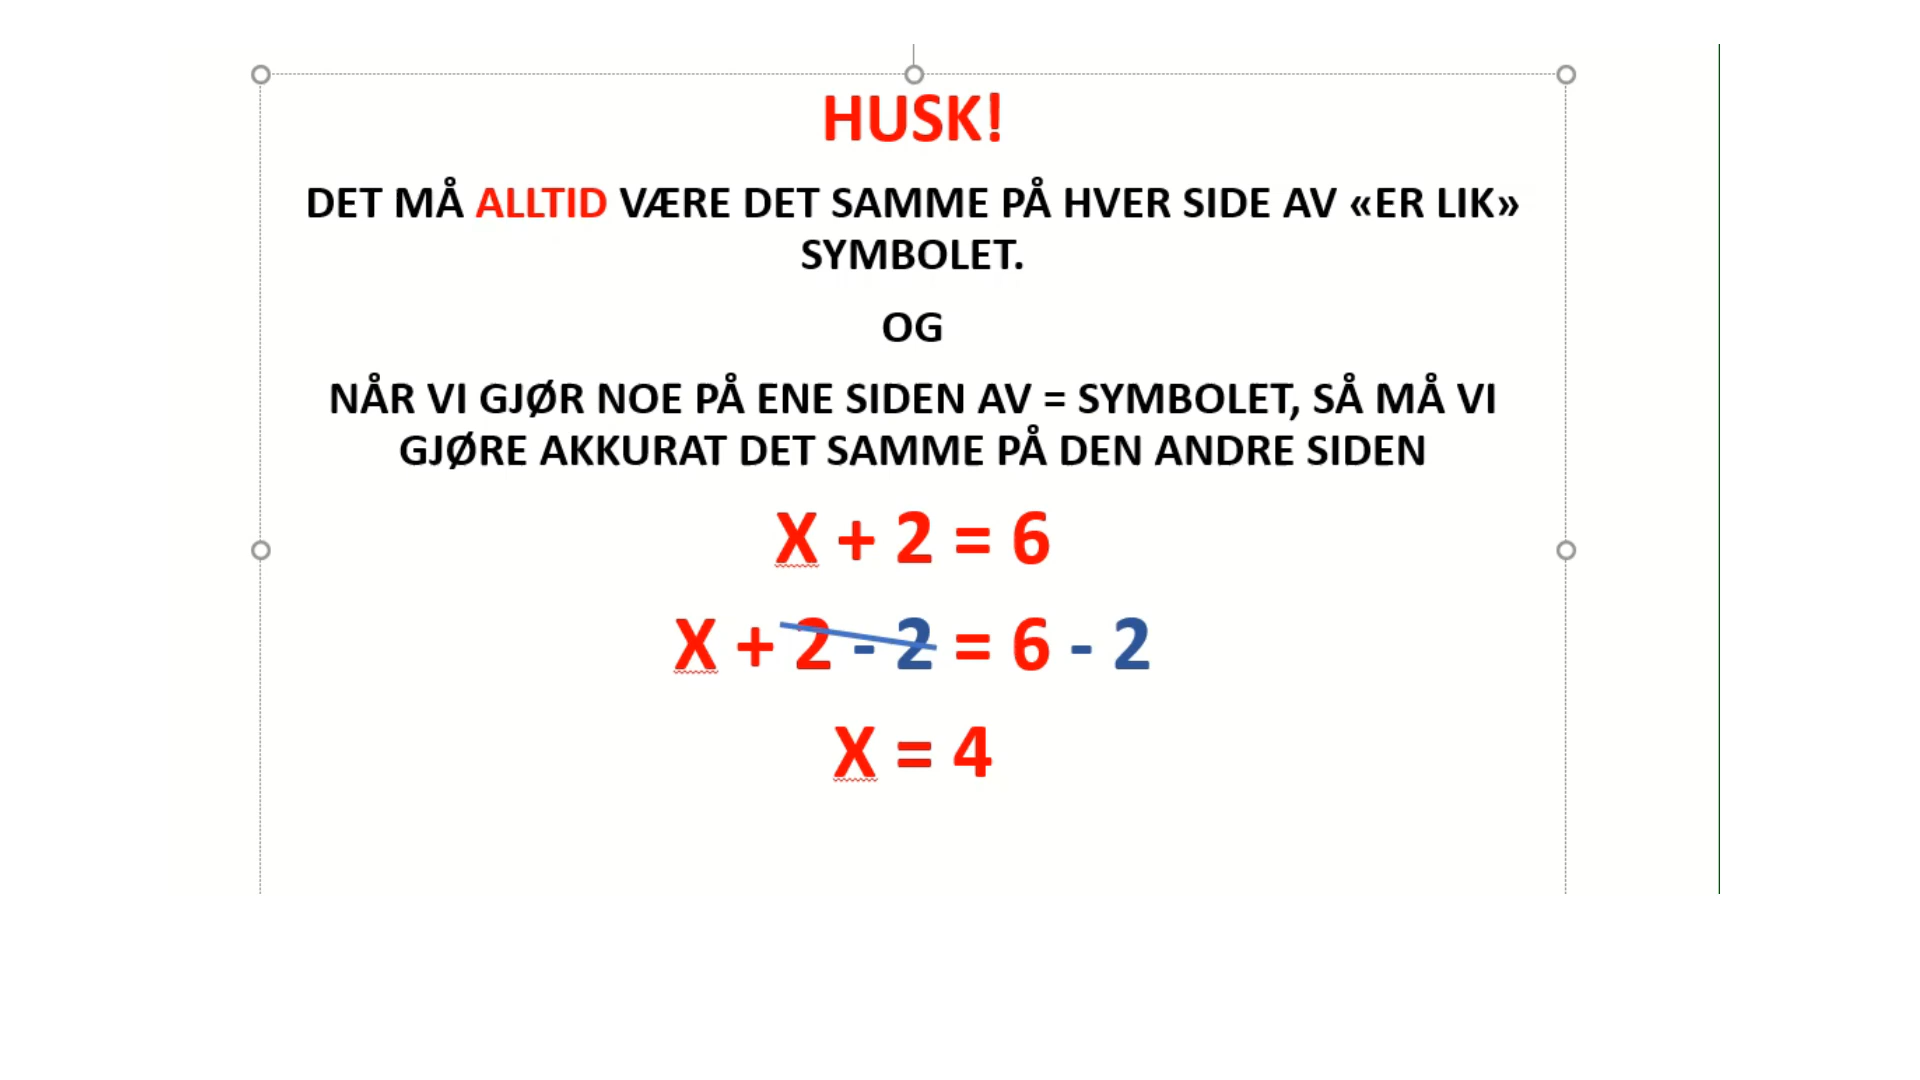 HUSK!
DET MÅ ALLTID VÆRE DET SAMME PÅ HVER SIDE AV «ER LIK»
SYMBOLET.
OG
NÅR VI GJØR NOE PÅ ENE SIDEN AV = SYMBOLET, SÅ MÅ VI
GJØRE AKKURAT DET SAMME PÅ DEN ANDRE SIDEN
X + 2 = 6
X + 2 - 2 = 6 - 2
X = 4